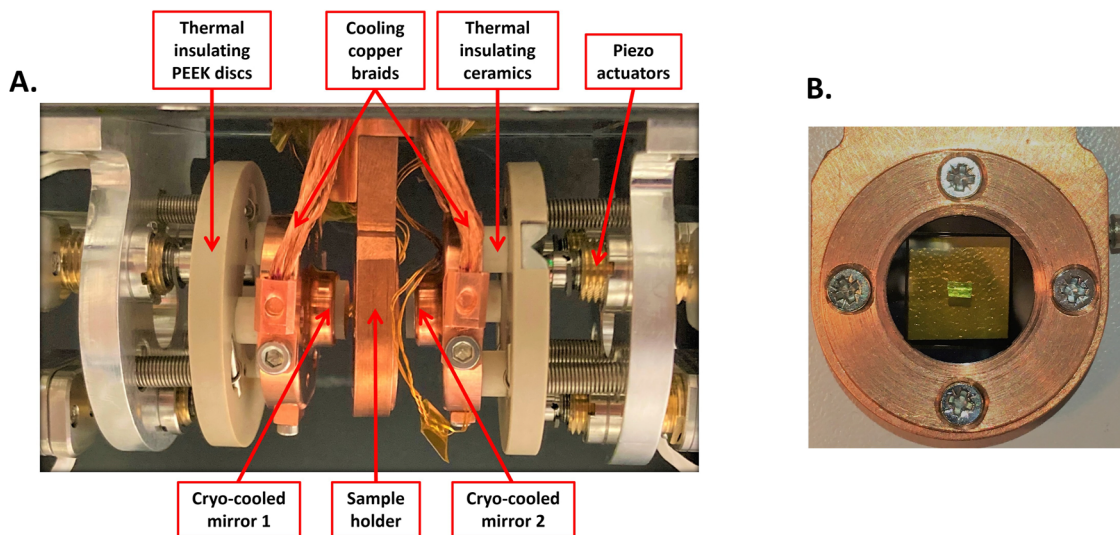 A.
Thermal
insulating
PEEK discs
Cooling
copper
braids
Thermal
insulating
ceramics
Piezo
actuators
B.
Cryo-cooled
mirror 1
Sample
holder
Cryo-cooled
mirror 2